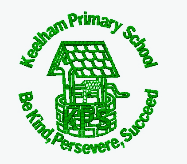 Keelham Primary School
KPS
Be Kind, Persevere, Succeed